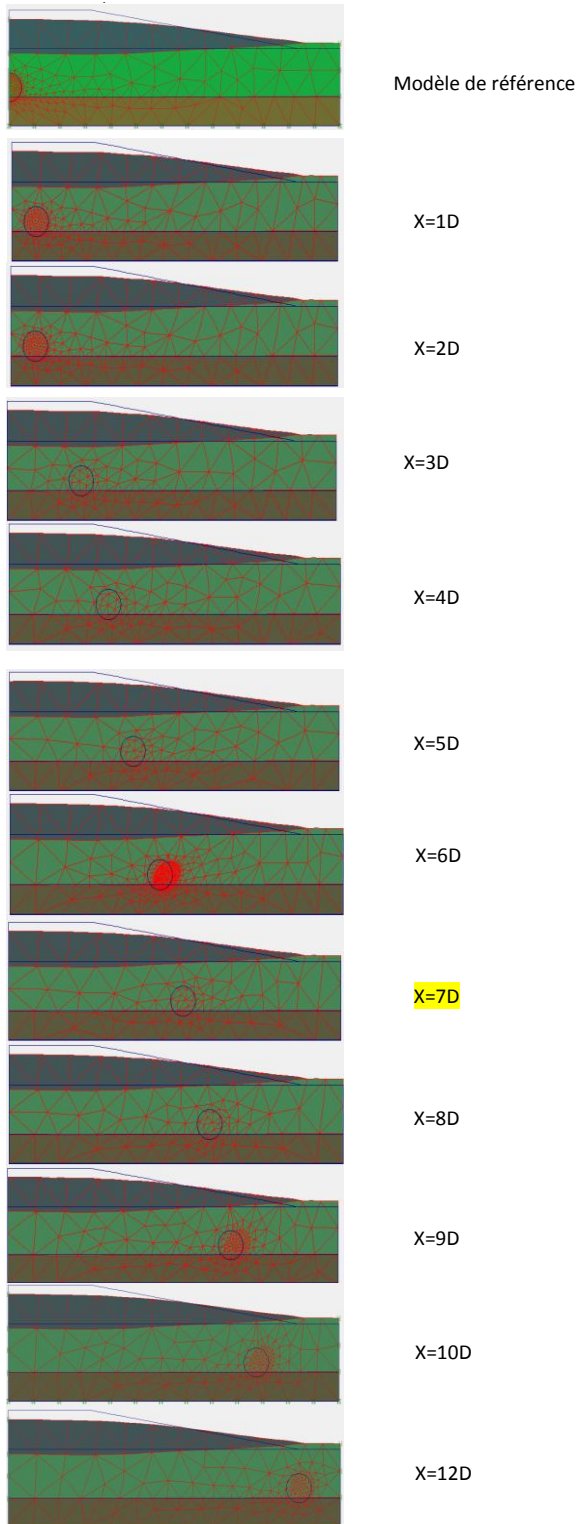 Modèle de référence
X=1D
X=2D
X=3D
X=4D
X=5D
X=6D
X=7D
X=8D
X=9D
X=10D
X=12D